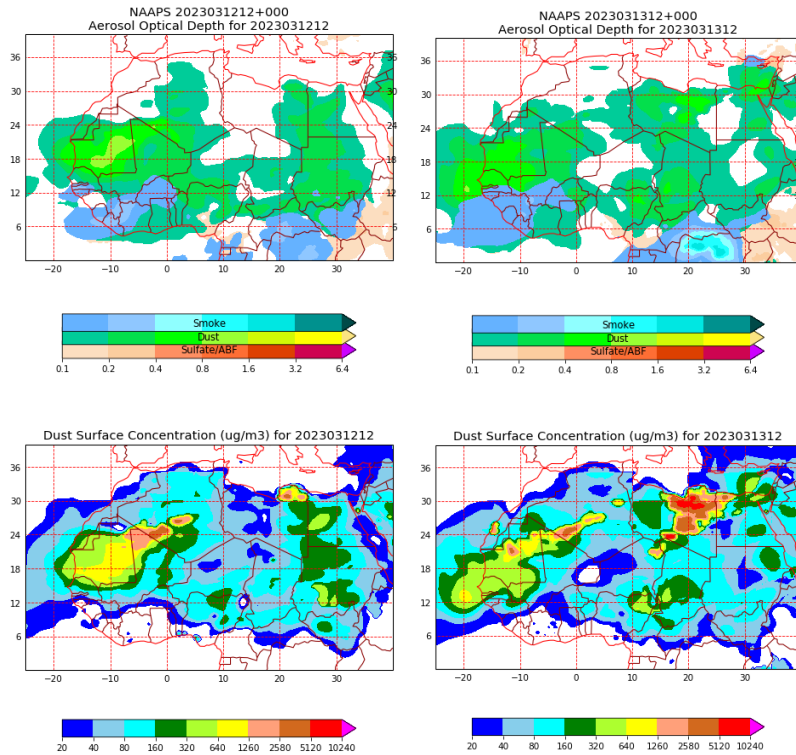 NAAPS 2023031212+000
Aerosol Optical Depth for 2023031212
36 36
30 30
24 24
18 18
12 12
6 6
−20 −10 0 10 20 30
Smoke
Dust
Sulfate/ABF
0.1 0.2 0.4 0.8 1.6 3.2 6.4
NAAPS 2023031312+000
Aerosol Optical Depth for 2023031312
36
30
24
18
12
6
−20 −10 0 10 20 30
Smoke
Dust
Sulfate/ABF
0.1 0.2 0.4 0.8 1.6 3.2 6.4
Dust Surface Concentration (ug/m3) for 2023031212
36
30
24
18
12
6
−20 −10 0 10 20 30
20 40 80 160 320 640 1260 2580 5120 10240
Dust Surface Concentration (ug/m3) for 2023031312
36
30
24
18
12
6
−20 −10 0 10 20 30
20 40 80 160 320 640 1260 2580 5120 10240